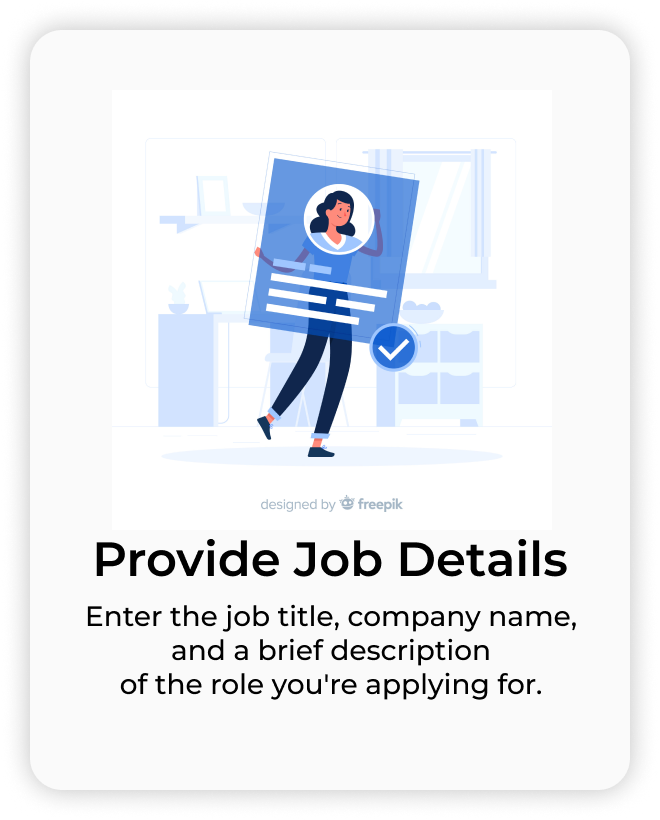 designed by freepik
Provide Job Details
Enter the job title, company name,
and a brief description
of the role you're applying for.